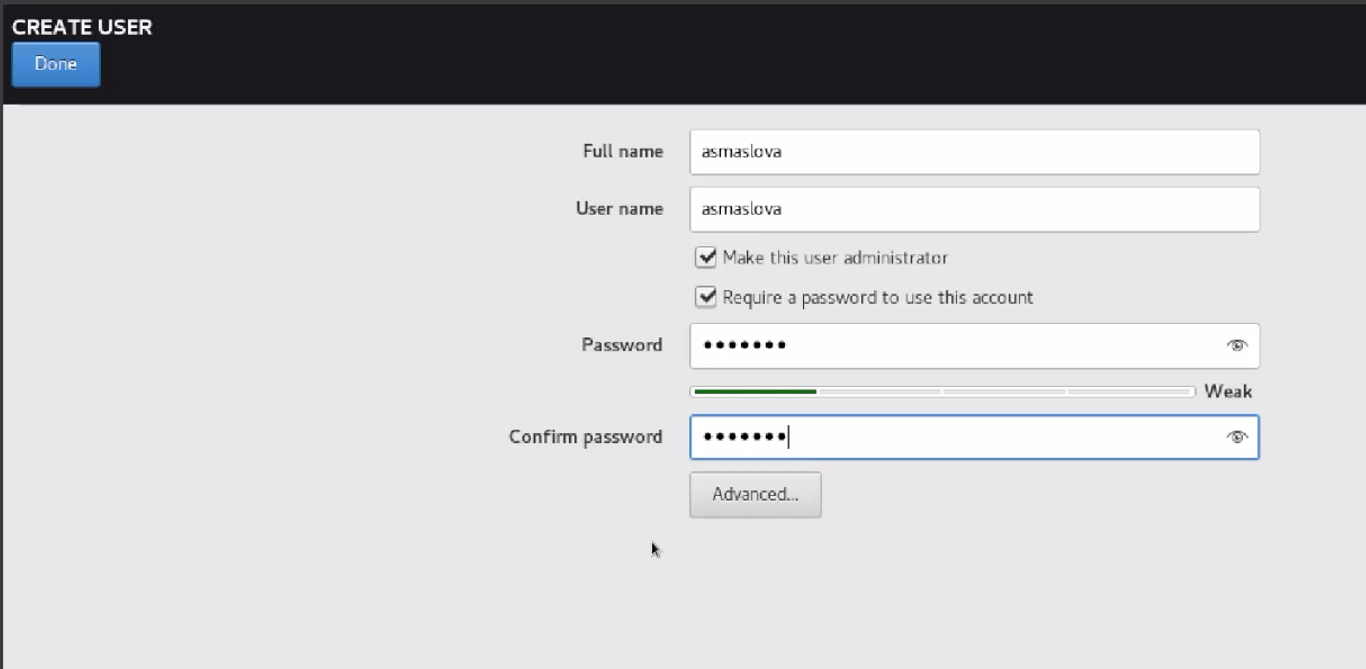 CREATE USER
Done
Full name asmaslova
User name asmaslova
Make this user administrator
Require a password to use this account
Password •••••••
Weak
Confirm password •••••••
Advanced...